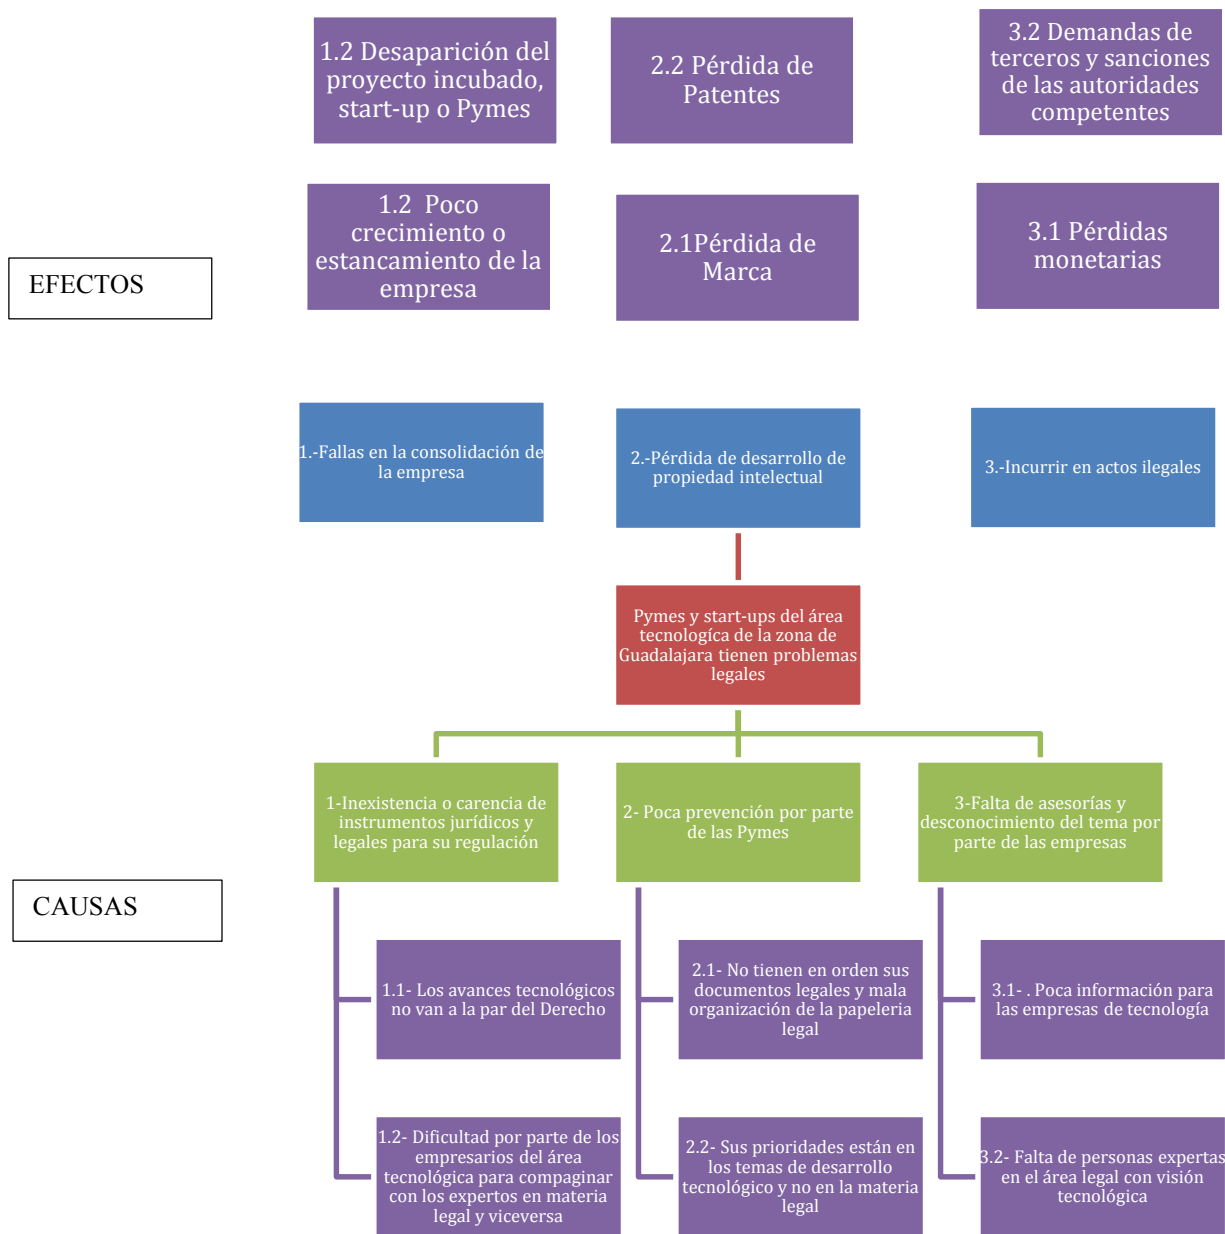 1.2 Desaparición del
proyecto incubado,
start-up o Pymes
2.2 Pérdida de
Patentes
3.2 Demandas de
terceros y sanciones
de las autoridades
competentes
1.2  Poco
crecimiento o
estancamiento de la
empresa
2.1Pérdida de
Marca
3.1 Pérdidas
monetarias
EFECTOS
1.-Fallas en la consolidación de
la empresa
2.-Pérdida de desarrollo de
propiedad intelectual
3.-Incurrir en actos ilegales
Pymes y start-ups del área
tecnologíca de la zona de
Guadalajara tienen problemas
legales
1-Inexistencia o carencia de
instrumentos jurídicos y
legales para su regulación
2- Poca prevención por parte
de las Pymes
3-Falta de asesorías y
desconocimiento del tema por
parte de las empresas
CAUSAS
1.1- Los avances tecnológicos
no van a la par del Derecho
2.1- No tienen en orden sus
documentos legales y mala
organización de la papeleria
legal
3.1- . Poca información para
las empresas de tecnología
1.2- Dificultad por parte de los
empresarios del área
tecnológica para compaginar
con los expertos en materia
legal y viceversa
2.2- Sus prioridades están en
los temas de desarrollo
tecnológico y no en la materia
legal
3.2- Falta de personas expertas
en el área legal con visión
tecnológica